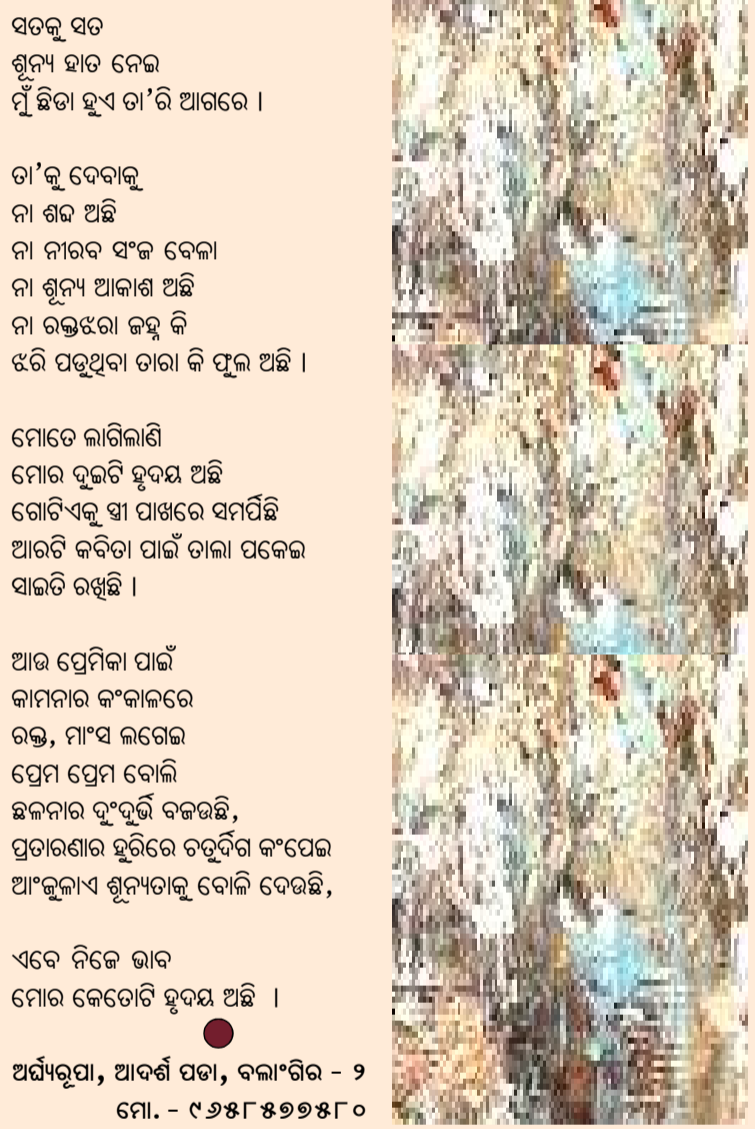 ସତକୁ ସତ
ଶୂନ୍ୟ ହାତ ନେଇ
ମୁଁ ଛିଡା ହୁଏ ତା’ରି ଆଗରେ ।
ତା’କୁ ଦେବାକୁ
ନା ଶବ୍ଦ ଅଛି
ନା ନୀରବ ସଂଜ ବେଳା
ନା ଶୂନ୍ୟ ଆକାଶ ଅଛି
ନା ରକ୍ତଝରା ଜହ୍ନ କି
ଝରି ପଡୁଥିବା ତାରା କି ଫୁଲ ଅଛି ।
ମୋତେ ଲାଗିଲାଣି
ମୋର ଦୁଇଟି ହୃଦୟ ଅଛି
ଗୋଟିଏକୁ ସ୍ତ୍ରୀ ପାଖରେ ସମର୍ପିଛି
ଆରଟି କବିତା ପାଇଁ ତାଲା ପକେଇ
ସାଇତି ରଖିଛି ।
ଆଉ ପ୍ରେମିକା ପାଇଁ
କାମନାର କଂକାଳରେ
ରକ୍ତ, ମାଂସ ଲଗେଇ
ପ୍ରେମ ପ୍ରେମ ବୋଲି
ଛଳନାର ଦୁଂଦୁର୍ଭି ବଜଉଛି,
ପ୍ରତାରଣାର ହୁରିରେ ଚତୁର୍ଦିଗ କଂପେଇ
ଆଂଜୁଳାଏ ଶୂନ୍ୟତାକୁ ବୋଳି ଦେଉଛି,
ଏବେ ନିଜେ ଭାବ
ମୋର କେତୋଟି ହୃଦୟ ଅଛି ।
ଅର୍ଘ୍ୟରୂପା, ଆଦର୍ଶ ପଡା, ବଲାଂଗିର - ୨
ମୋ. - ୯୬୫୮୫୭୭୫୮୦